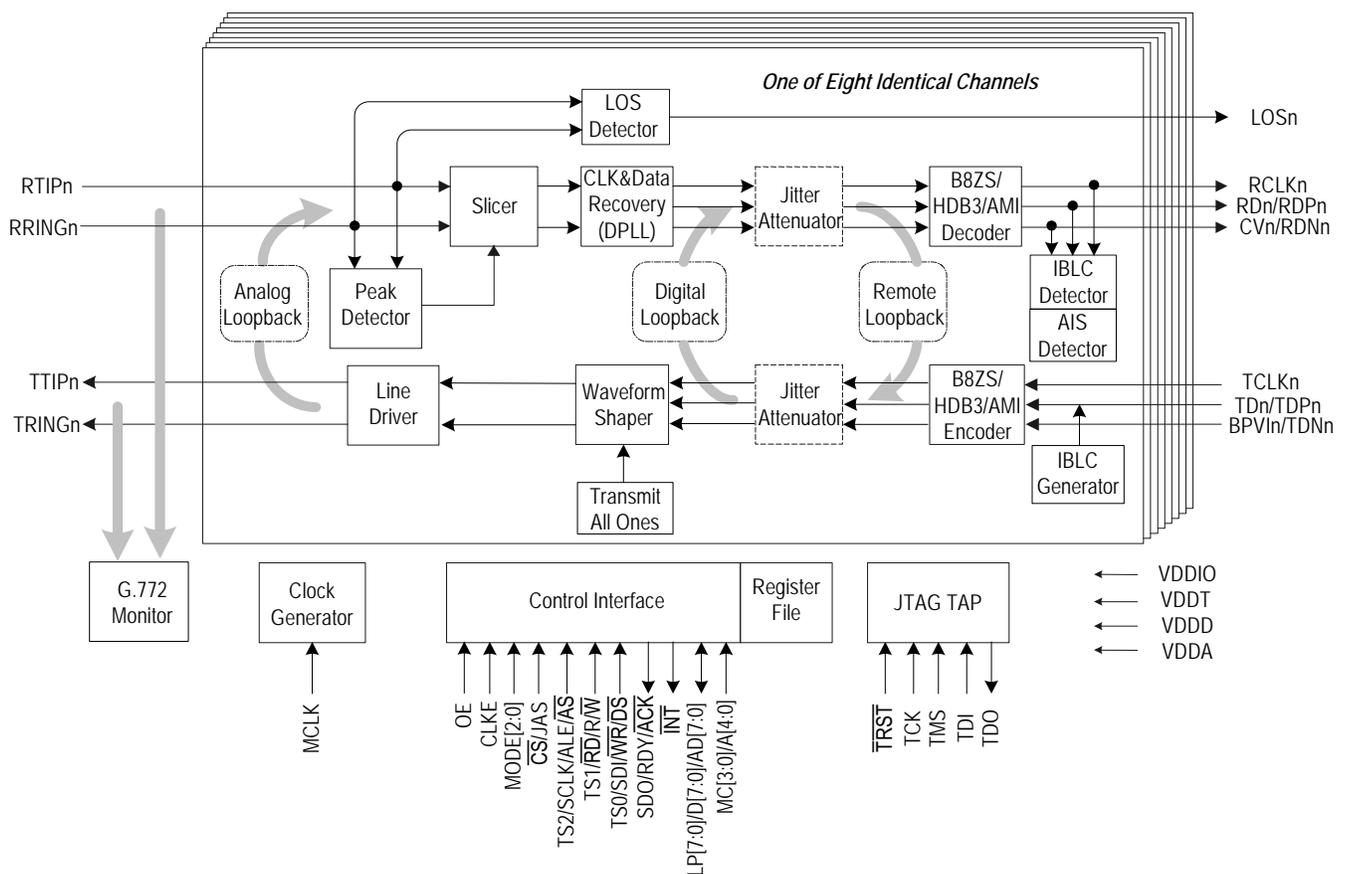 One of Eight Identical Channels
LOS
Detector
LOSn
RTIPn
RRINGn
Slicer
CLK&Data
Recovery
(DPLL)
Jitter
Attenuator
B8ZS/
HDB3/AMI
Decoder
RCLKn
RDn/RDPn
CVn/RDNn
Analog
Loopback
Peak
Detector
Digital
Loopback
Remote
Loopback
IBLC
Detector
AIS
Detector
TTIPn
TRINGn
Line
Driver
Waveform
Shaper
Jitter
Attenuator
B8ZS/
HDB3/AMI
Encoder
TCLKn
TDn/TDPn
BPVIn/TDNn
IBLC
Generator
Transmit
All Ones
G.772
Monitor
Clock
Generator
Control Interface
Register
File
JTAG TAP
VDDIO
VDDT
VDDD
VDDA
MCLK
OE
CLKE
MODE[2:0]
CS/JAS
TS2/SCLK/ALE/AS
TS1/RD/R/W
TS0/SDI/WR/DS
SDO/RDY/ACK
INT
LP[7:0]/D[7:0]/AD[7:0]
MC[3:0]/A[4:0]
TRST
TCK
TMS
TDI
TDO